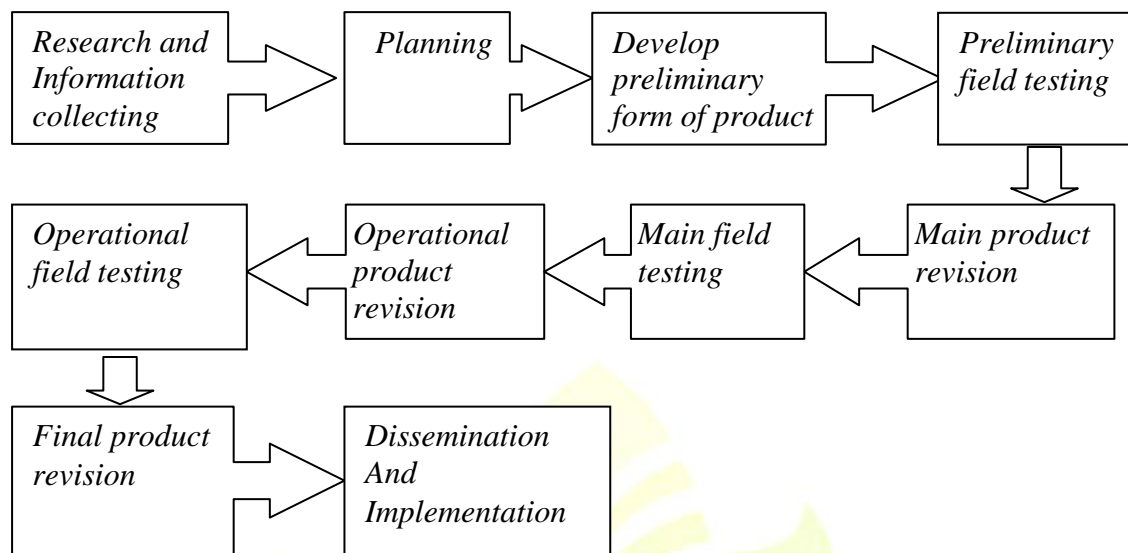 Research and
Information
collecting
Planning
Develop
preliminary
form of product
Preliminary
field testing
Main product
revision
Main field
testing
Operational
product
revision
Operational
field testing
Final product
revision
Dissemination
And
Implementation